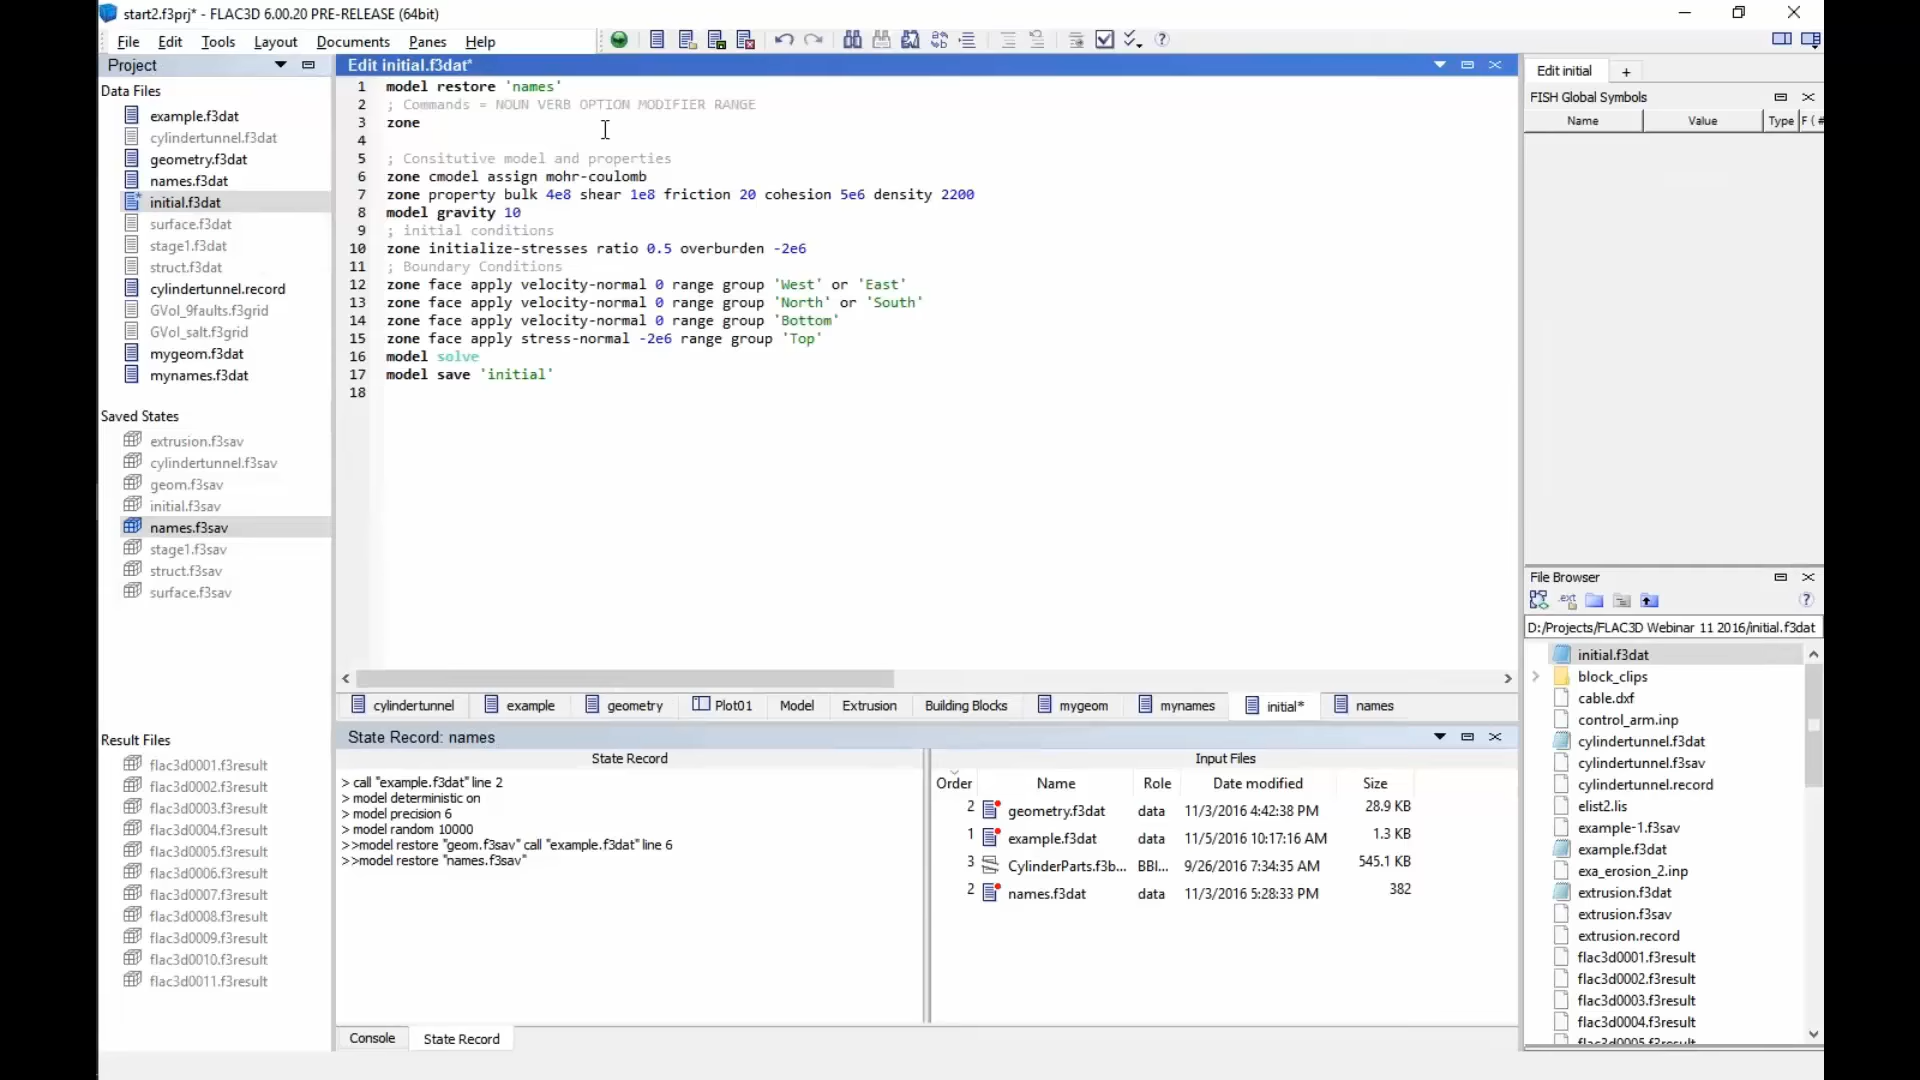 start2.f3prj* - FLAC3D 6.00.20 PRE-RELEASE (64bit)
File Edit Tools Layout Documents Panes Help
Project
Data Files
example.f3dat
cylindertunnel.f3dat
geometry.f3dat
names.f3dat
initial.f3dat
surface.f3dat
stage1.f3dat
struct.f3dat
cylindertunnel.record
GVol_9faults.f3grid
GVol_salt.f3grid
mygeom.f3dat
mynames.f3dat
Saved States
extrusion.f3sav
cylindertunnel.f3sav
geom.f3sav
initial.f3sav
names.f3sav
stage1.f3sav
struct.f3sav
surface.f3sav
Result Files
flac3d0001.f3result
flac3d0002.f3result
flac3d0003.f3result
flac3d0004.f3result
flac3d0005.f3result
flac3d0006.f3result
flac3d0007.f3result
flac3d0008.f3result
flac3d0009.f3result
flac3d0010.f3result
flac3d0011.f3result
Edit initial.f3dat*
1 model restore 'names'
2 ; Commands = NOUN VERB OPTION MODIFIER RANGE
3 zone
4
5 ; Consitutive model and properties
6 zone cmodel assign mohr-coulomb
7 zone property bulk 4e8 shear 1e8 friction 20 cohesion 5e6 density 2200
8 model gravity 10
9 ; initial conditions
10 zone initialize-stresses ratio 0.5 overburden -2e6
11 ; Boundary Conditions
12 zone face apply velocity-normal 0 range group 'West' or 'East'
13 zone face apply velocity-normal 0 range group 'North' or 'South'
14 zone face apply velocity-normal 0 range group 'Bottom'
15 zone face apply stress-normal -2e6 range group 'Top'
16 model solve
17 model save 'initial'
18
cylindertunnel example geometry Plot01 Model Extrusion Building Blocks mygeom mynames initial* names
State Record: names
State Record
> call "example.f3dat" line 2
> model deterministic on
> model precision 6
> model random 10000
>>model restore "geom.f3sav" call "example.f3dat" line 6
>>model restore "names.f3sav"
Input Files
Order Name Role Date modified Size
2 geometry.f3dat data 11/3/2016 4:42:38 PM 28.9 KB
1 example.f3dat data 11/5/2016 10:17:16 AM 1.3 KB
3 CylinderParts.f3b... BBI... 9/26/2016 7:34:35 AM 545.1 KB
2 names.f3dat data 11/3/2016 5:28:33 PM 382
Console State Record
Edit initial +
FISH Global Symbols
Name Value Type F ( #
File Browser
.ext
D:/Projects/FLAC3D Webinar 11 2016/initial.f3dat
initial.f3dat
block_clips
cable.dxf
control_arm.inp
cylindertunnel.f3dat
cylindertunnel.f3sav
cylindertunnel.record
elist2.lis
example-1.f3sav
example.f3dat
exa_erosion_2.inp
extrusion.f3dat
extrusion.f3sav
extrusion.record
flac3d0001.f3result
flac3d0002.f3result
flac3d0003.f3result
flac3d0004.f3result
flac3d0005.f3result